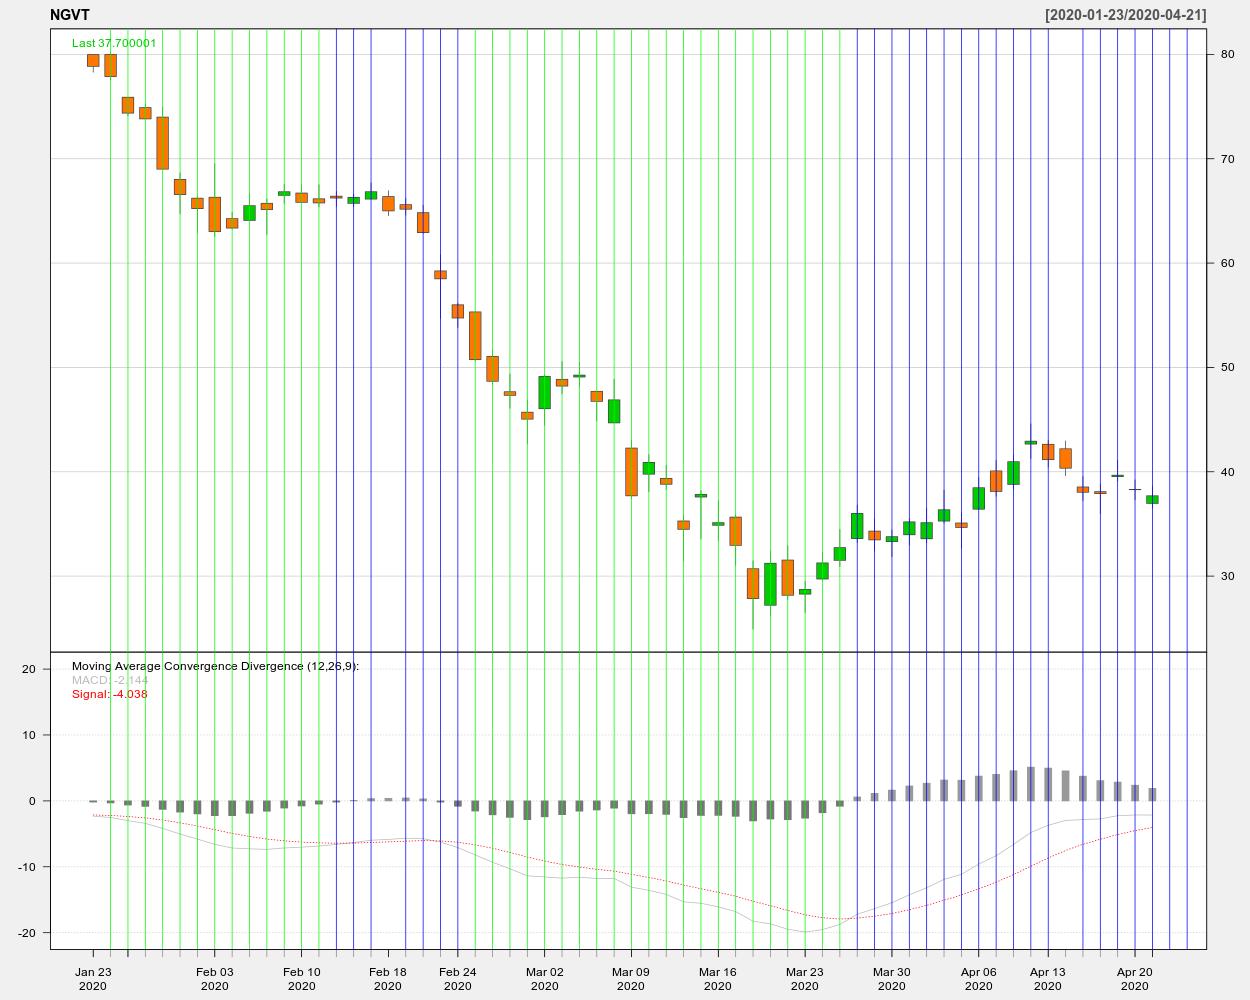 NGVT
[2020-01-23/2020-04-21]
Last 37.700001
80
70
60
50
40
30
Moving Average Convergence Divergence (12,26,9):
MACD: -2.144
Signal: -4.038
20
10
0
-10
-20
Jan 23
2020
Feb 03
2020
Feb 10
2020
Feb 18
2020
Feb 24
2020
Mar 02
2020
Mar 09
2020
Mar 16
2020
Mar 23
2020
Mar 30
2020
Apr 06
2020
Apr 13
2020
Apr 20
2020